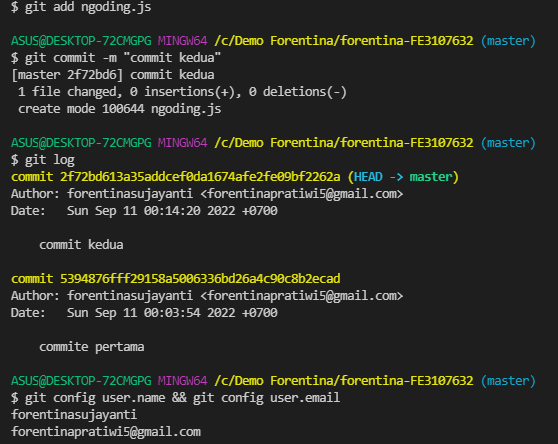 $ git add ngoding.js
ASUS@DESKTOP-72CMGPG MINGW64 /c/Demo Forentina/forentina-FE3107632 (master)
$ git commit -m "commit kedua"
[master 2f72bd6] commit kedua
 1 file changed, 0 insertions(+), 0 deletions(-)
 create mode 100644 ngoding.js
ASUS@DESKTOP-72CMGPG MINGW64 /c/Demo Forentina/forentina-FE3107632 (master)
$ git log
commit 2f72bd613a35addcef0da1674afe2fe09bf2262a (HEAD -> master)
Author: forentinasujayanti <forentinapratiwi5@gmail.com>
Date:   Sun Sep 11 00:14:20 2022 +0700
    commit kedua
commit 5394876fff29158a5006336bd26a4c90c8b2ecad
Author: forentinasujayanti <forentinapratiwi5@gmail.com>
Date:   Sun Sep 11 00:03:54 2022 +0700
    commite pertama
ASUS@DESKTOP-72CMGPG MINGW64 /c/Demo Forentina/forentina-FE3107632 (master)
$ git config user.name && git config user.email
forentinasujayanti
forentinapratiwi5@gmail.com